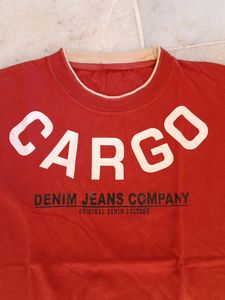 CARGO
DENIM JEANS COMPANY
ORIGINAL DENIM CULTURE